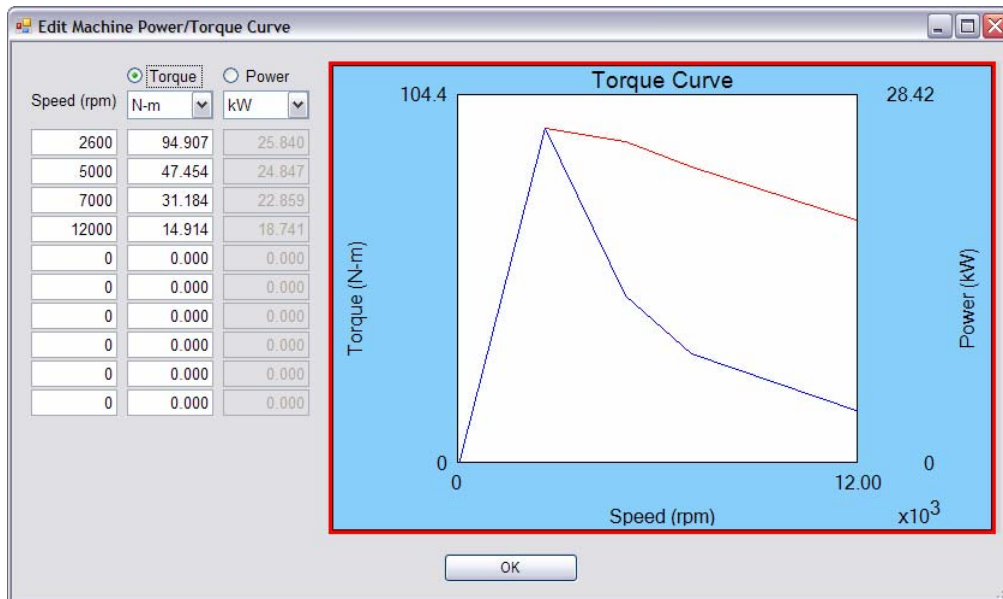 Edit Machine Power/Torque Curve
Torque Power
Speed (rpm) N-m kW
2600 94.907 25.840
5000 47.454 24.847
7000 31.184 22.859
12000 14.914 18.741
0 0.000 0.000
0 0.000 0.000
0 0.000 0.000
0 0.000 0.000
0 0.000 0.000
0 0.000 0.000
Torque Curve
104.4 28.42
Torque (N-m)
Power (kW)
0 0
0 12.00
Speed (rpm) x10³
OK